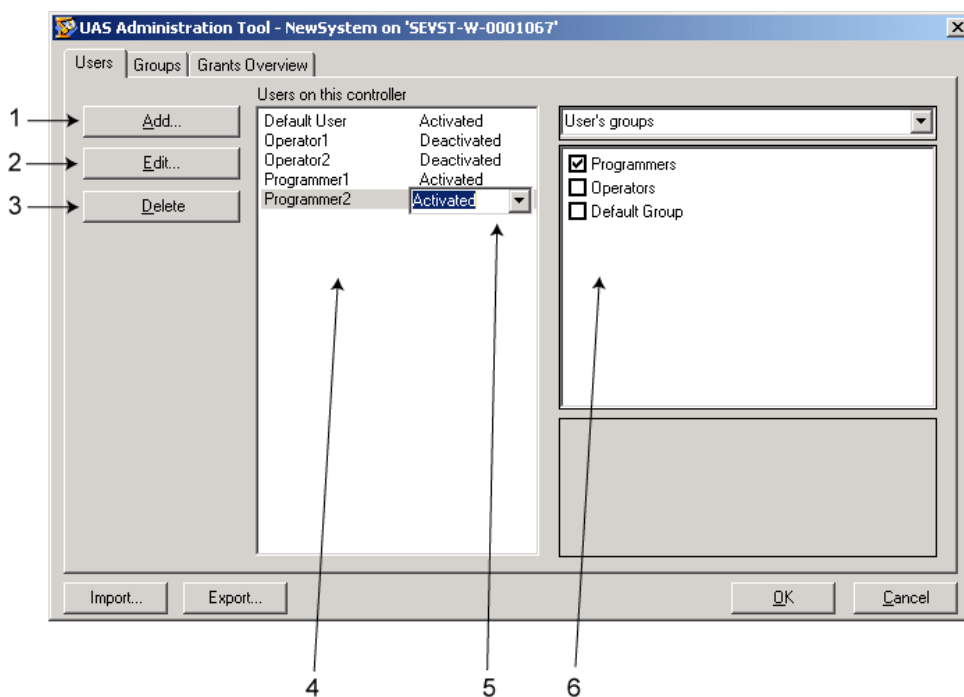 UAS Administration Tool - NewSystem on 'SEVST-W-0001067'
Users Groups Grants Overview
Users on this controller
1 Add...
2 Edit...
3 Delete
Default User Activated
Operator1 Deactivated
Operator2 Deactivated
Programmer1 Activated
Programmer2 Activated
User's groups
Programmers
Operators
Default Group
Import... Export... OK Cancel
4 5 6